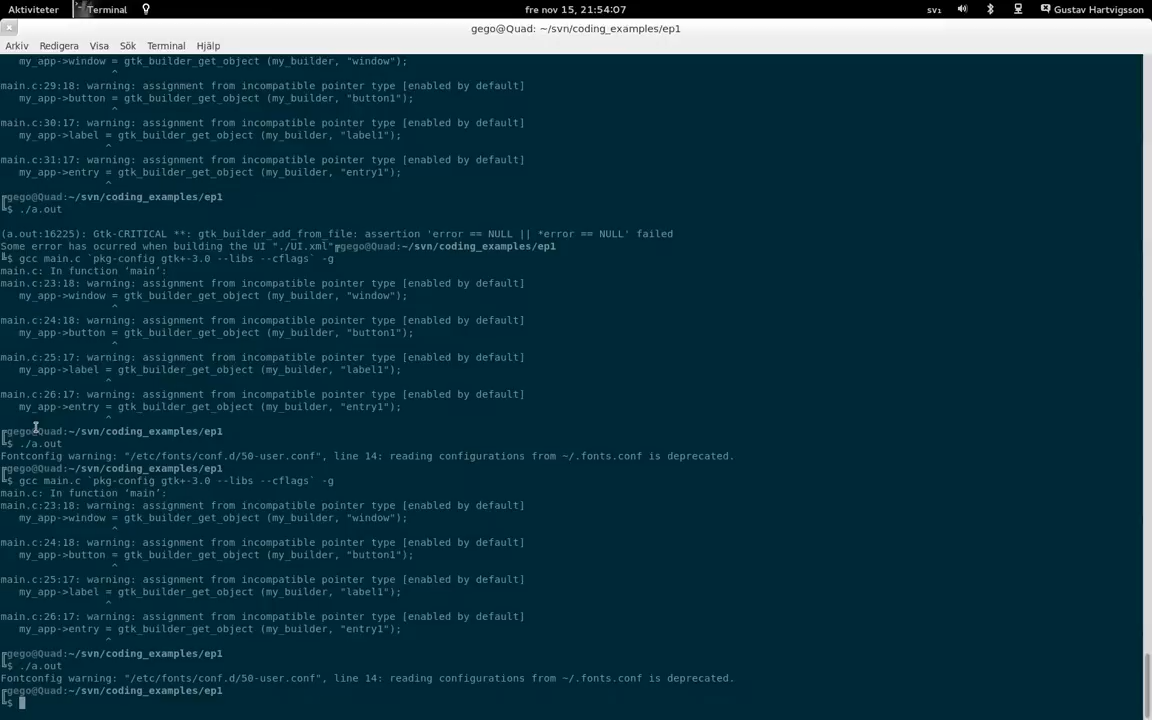 Aktiviteter Terminal fre nov 15, 21:54:07 sv₁ Gustav Hartvigsson
gego@Quad: ~/svn/coding_examples/ep1
Arkiv Redigera Visa Sök Terminal Hjälp
my_app->window = gtk_builder_get_object (my_builder, "window");
^
main.c:29:18: warning: assignment from incompatible pointer type [enabled by default]
my_app->button = gtk_builder_get_object (my_builder, "button1");
^
main.c:30:17: warning: assignment from incompatible pointer type [enabled by default]
my_app->label = gtk_builder_get_object (my_builder, "label1");
^
main.c:31:17: warning: assignment from incompatible pointer type [enabled by default]
my_app->entry = gtk_builder_get_object (my_builder, "entry1");
^
╔gego@Quad:~/svn/coding_examples/ep1
╚$ ./a.out
(a.out:16225): Gtk-CRITICAL **: gtk_builder_add_from_file: assertion 'error == NULL || *error == NULL' failed
Some error has ocurred when building the UI "./UI.xml"╔gego@Quad:~/svn/coding_examples/ep1
╚$ gcc main.c `pkg-config gtk+-3.0 --libs --cflags` -g
main.c: In function ‘main’:
main.c:23:18: warning: assignment from incompatible pointer type [enabled by default]
my_app->window = gtk_builder_get_object (my_builder, "window");
^
main.c:24:18: warning: assignment from incompatible pointer type [enabled by default]
my_app->button = gtk_builder_get_object (my_builder, "button1");
^
main.c:25:17: warning: assignment from incompatible pointer type [enabled by default]
my_app->label = gtk_builder_get_object (my_builder, "label1");
^
main.c:26:17: warning: assignment from incompatible pointer type [enabled by default]
my_app->entry = gtk_builder_get_object (my_builder, "entry1");
^
╔gego@Quad:~/svn/coding_examples/ep1
╚$ ./a.out
Fontconfig warning: "/etc/fonts/conf.d/50-user.conf", line 14: reading configurations from ~/.fonts.conf is deprecated.
╔gego@Quad:~/svn/coding_examples/ep1
╚$ gcc main.c `pkg-config gtk+-3.0 --libs --cflags` -g
main.c: In function ‘main’:
main.c:23:18: warning: assignment from incompatible pointer type [enabled by default]
my_app->window = gtk_builder_get_object (my_builder, "window");
^
main.c:24:18: warning: assignment from incompatible pointer type [enabled by default]
my_app->button = gtk_builder_get_object (my_builder, "button1");
^
main.c:25:17: warning: assignment from incompatible pointer type [enabled by default]
my_app->label = gtk_builder_get_object (my_builder, "label1");
^
main.c:26:17: warning: assignment from incompatible pointer type [enabled by default]
my_app->entry = gtk_builder_get_object (my_builder, "entry1");
^
╔gego@Quad:~/svn/coding_examples/ep1
╚$ ./a.out
Fontconfig warning: "/etc/fonts/conf.d/50-user.conf", line 14: reading configurations from ~/.fonts.conf is deprecated.
╔gego@Quad:~/svn/coding_examples/ep1
╚$